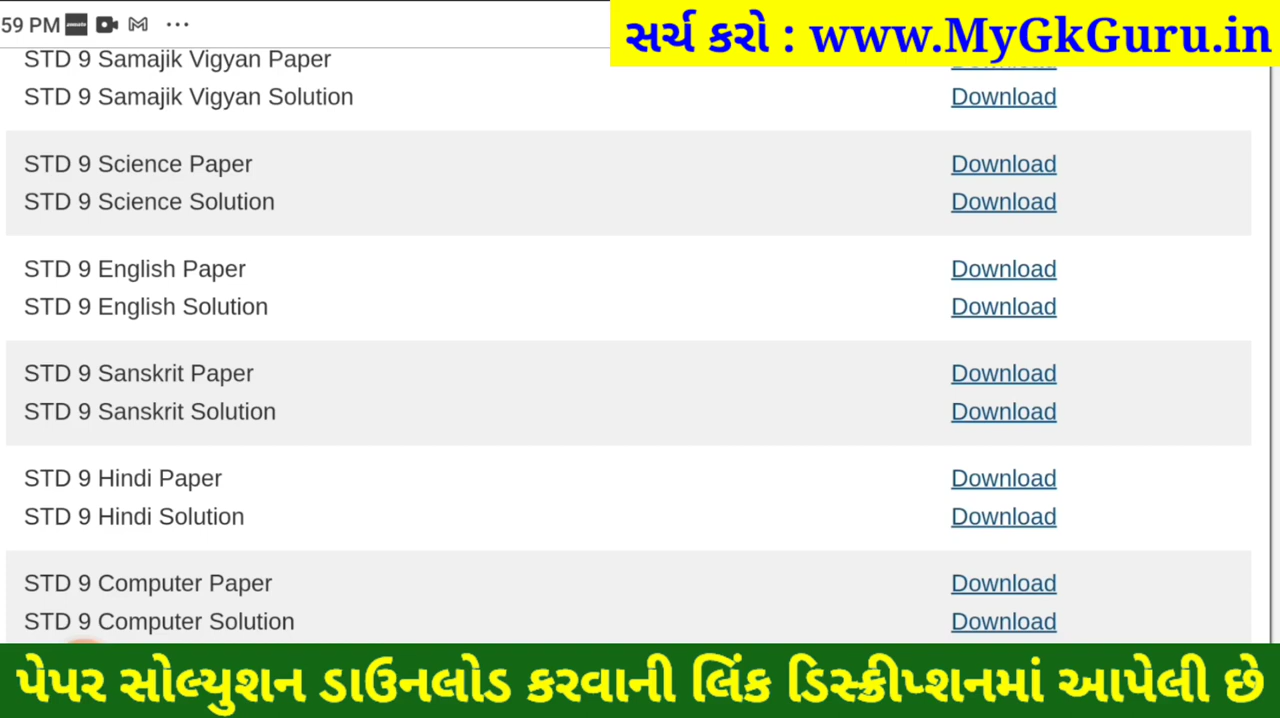 59 PM
સર્ચ કરો : www.MyGkGuru.in
STD 9 Samajik Vigyan Paper Download
STD 9 Samajik Vigyan Solution Download
STD 9 Science Paper Download
STD 9 Science Solution Download
STD 9 English Paper Download
STD 9 English Solution Download
STD 9 Sanskrit Paper Download
STD 9 Sanskrit Solution Download
STD 9 Hindi Paper Download
STD 9 Hindi Solution Download
STD 9 Computer Paper Download
STD 9 Computer Solution Download
પેપર સોલ્યુશન ડાઉનલોડ કરવાની લિંક ડિસ્ક્રીપ્શનમાં આપેલી છે